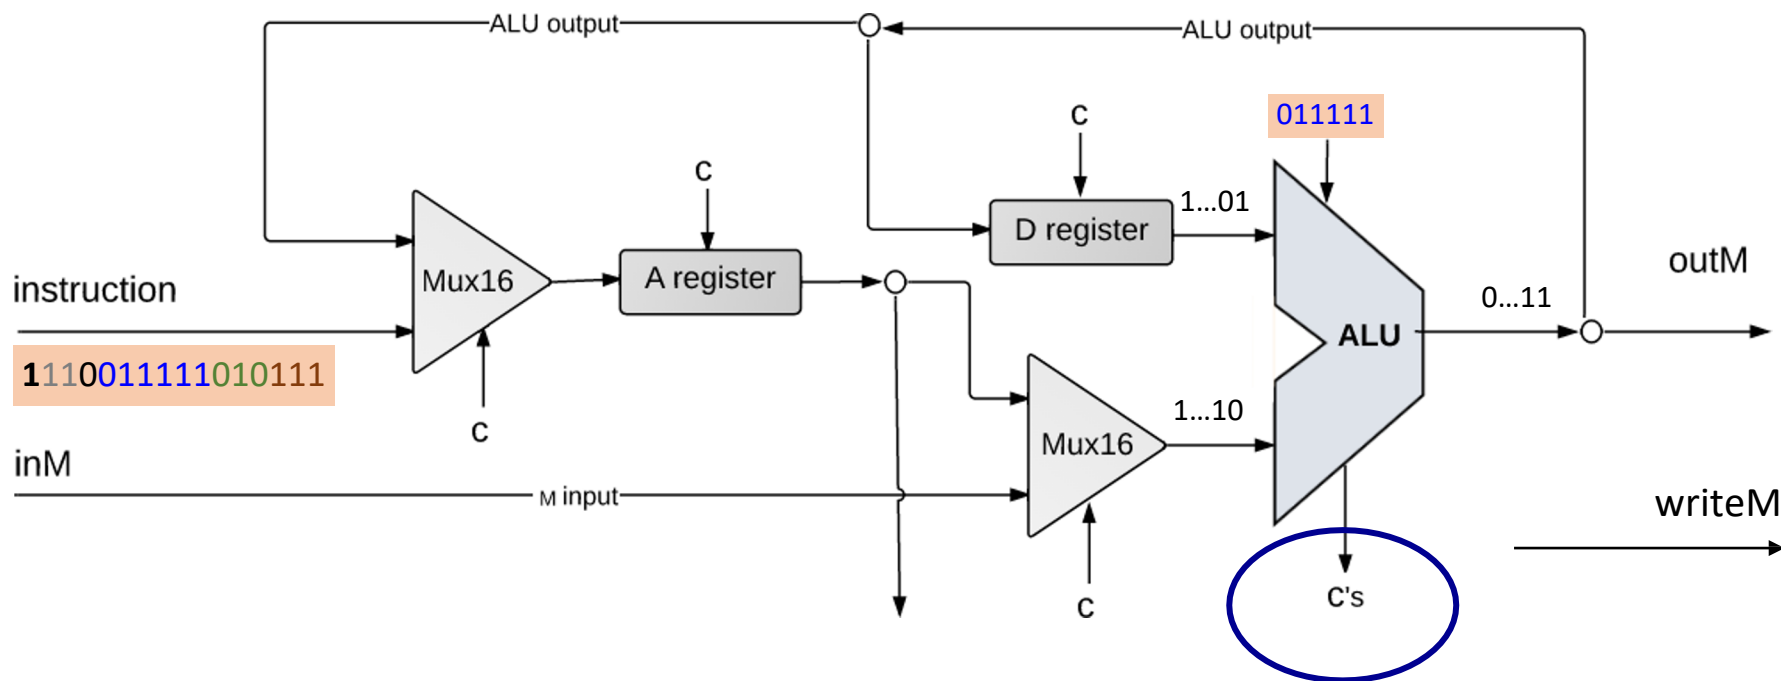 ALU output
ALU output
011111
c
c
1...01
D register
Mux16
A register
instruction
outM
0...11
ALU
1110011111010111
1...10
c
Mux16
inM
M input
writeM
c's
c